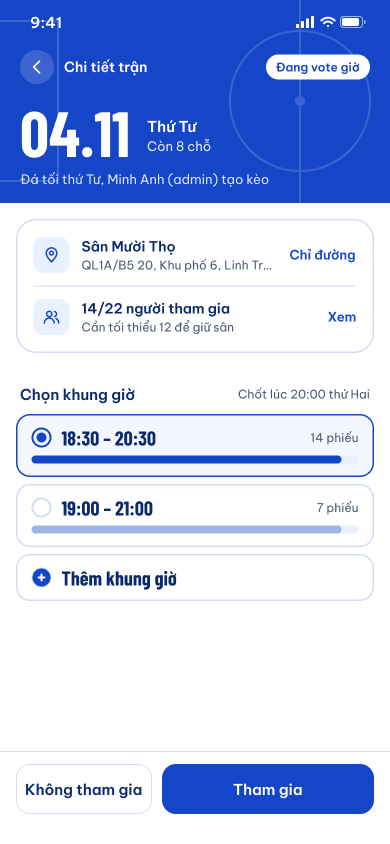 9:41
Chi tiết trận
Đang vote giờ
04.11
Thứ Tư
Còn 8 chỗ
Đá tối thứ Tư, Minh Anh (admin) tạo kèo
Sân Mười Thọ
QL1A/B5 20, Khu phố 6, Linh Tr...
Chỉ đường
14/22 người tham gia
Cần tối thiểu 12 để giữ sân
Xem
Chọn khung giờ
Chốt lúc 20:00 thứ Hai
18:30 – 20:30
14 phiếu
19:00 – 21:00
7 phiếu
Thêm khung giờ
Không tham gia
Tham gia